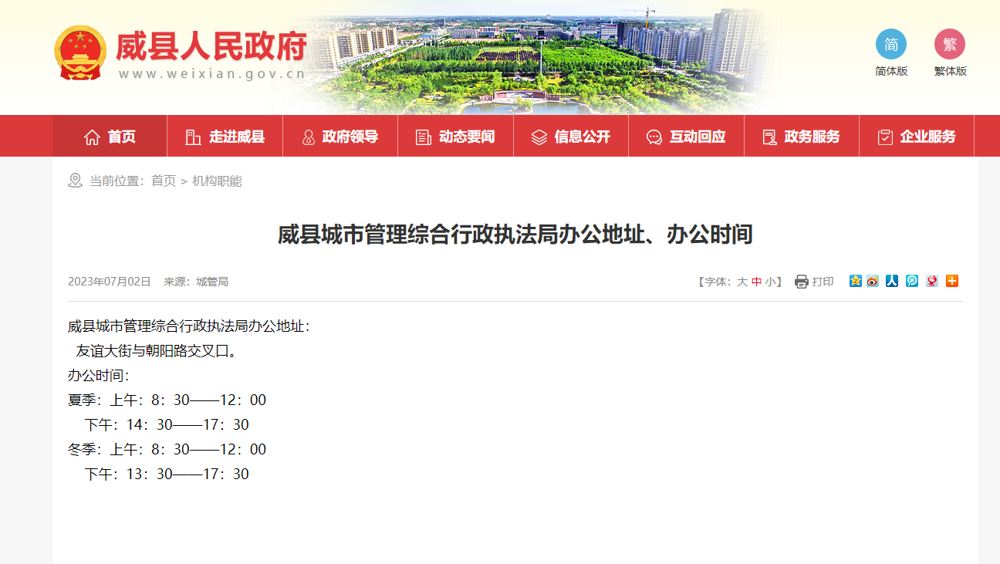 威县人民政府
www.weixian.gov.cn
简
繁
简体版
繁体版
首页
走进威县
政府领导
动态要闻
信息公开
互动回应
政务服务
企业服务
当前位置：首页 > 机构职能
威县城市管理综合行政执法局办公地址、办公时间
2023年07月02日 来源：城管局
【字体：大 中 小】 打印
威县城市管理综合行政执法局办公地址：
友谊大街与朝阳路交叉口。
办公时间：
夏季：上午：8：30——12：00
下午：14：30——17：30
冬季：上午：8：30——12：00
下午：13：30——17：30